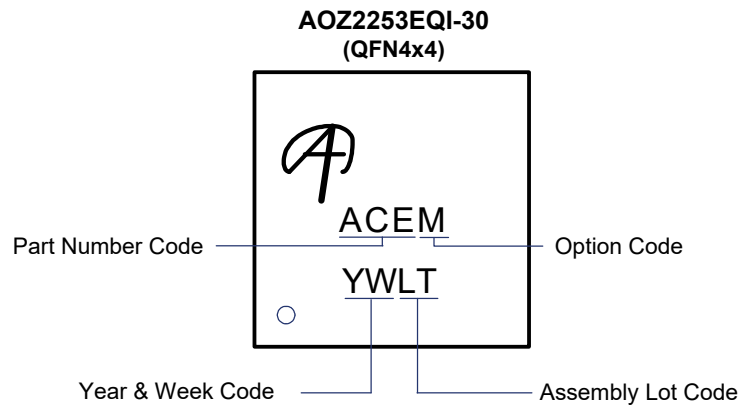 AOZ2253EQI-30
(QFN4x4)
ACEM
Part Number Code
Option Code
YWLT
Year & Week Code
Assembly Lot Code